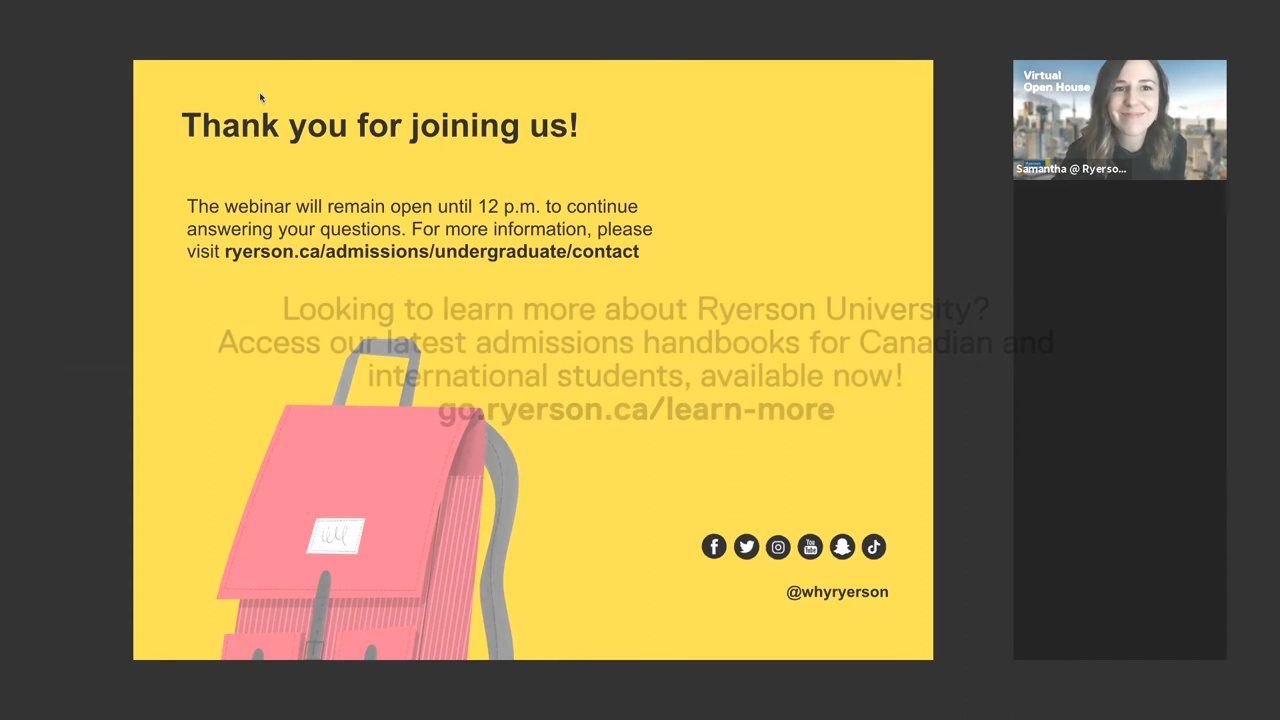 Thank you for joining us!
The webinar will remain open until 12 p.m. to continue
answering your questions. For more information, please
visit ryerson.ca/admissions/undergraduate/contact
Looking to learn more about Ryerson University?
Access our latest admissions handbooks for Canadian and
international students, available now!
go.ryerson.ca/learn-more
You
Tube
@whyryerson
Virtual
Open House
Ryerson
Samantha @ Ryerso...